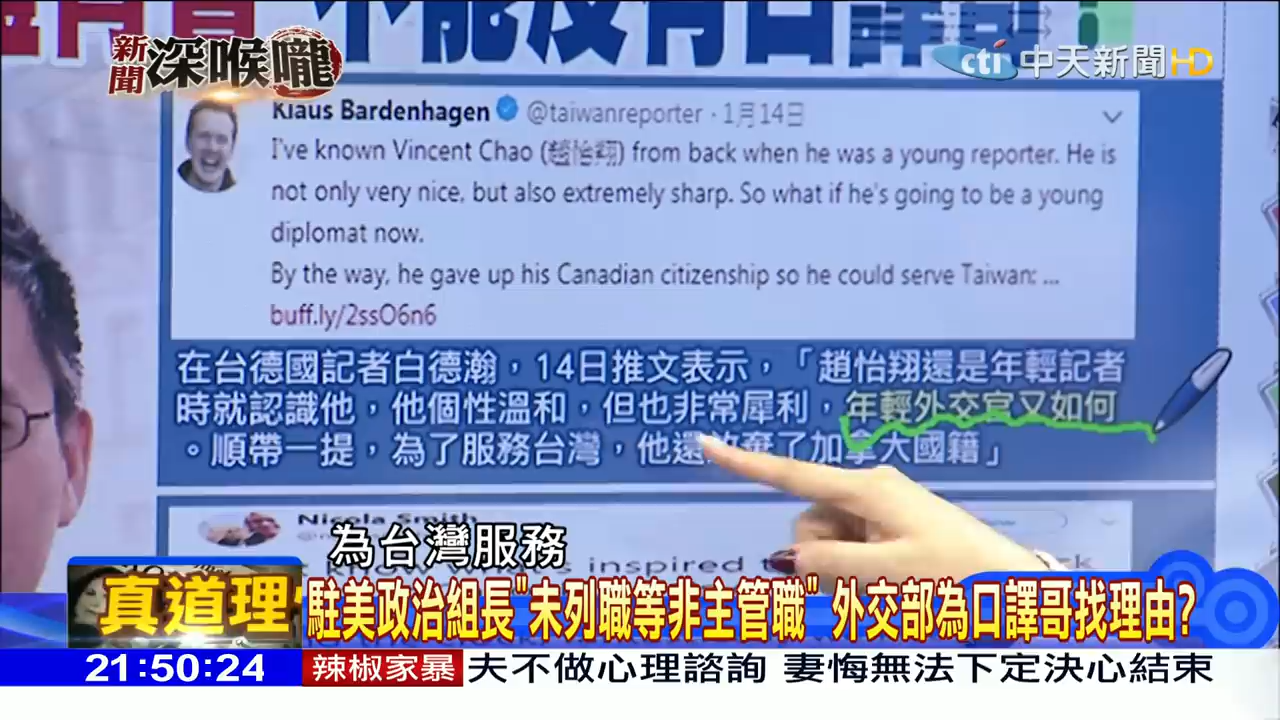 不能沒有口譯
新聞深喉嚨
cti 中天新聞HD
Klaus Bardenhagen @taiwanreporter · 1月14日
I've known Vincent Chao (趙怡翔) from back when he was a young reporter. He is
not only very nice, but also extremely sharp. So what if he's going to be a young
diplomat now.
By the way, he gave up his Canadian citizenship so he could serve Taiwan: ...
buff.ly/2ssO6n6
在台德國記者白德瀚，14日推文表示，「趙怡翔還是年輕記者
時就認識他，他個性溫和，但也非常犀利，年輕外交官又如何
。順帶一提，為了服務台灣，他還放棄了加拿大國籍」
Nicola Smith
inspired
為台灣服務
真道理
駐美政治組長"未列職等非主管職" 外交部為口譯哥找理由?
21:50:24 辣椒家暴 夫不做心理諮詢 妻悔無法下定決心結束